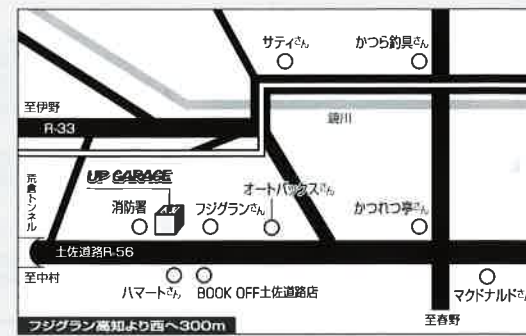 サティさん
かつら釣具さん
至伊野
鏡川
R-33
UP GARAGE
荒倉トンネル
オートバックスさん
消防署
フジグランさん
かつれつ亭さん
土佐道路R-56
至中村
ハマートさん
BOOK OFF土佐道路店
マクドナルドさん
至春野
フジグラン高知より西へ300m